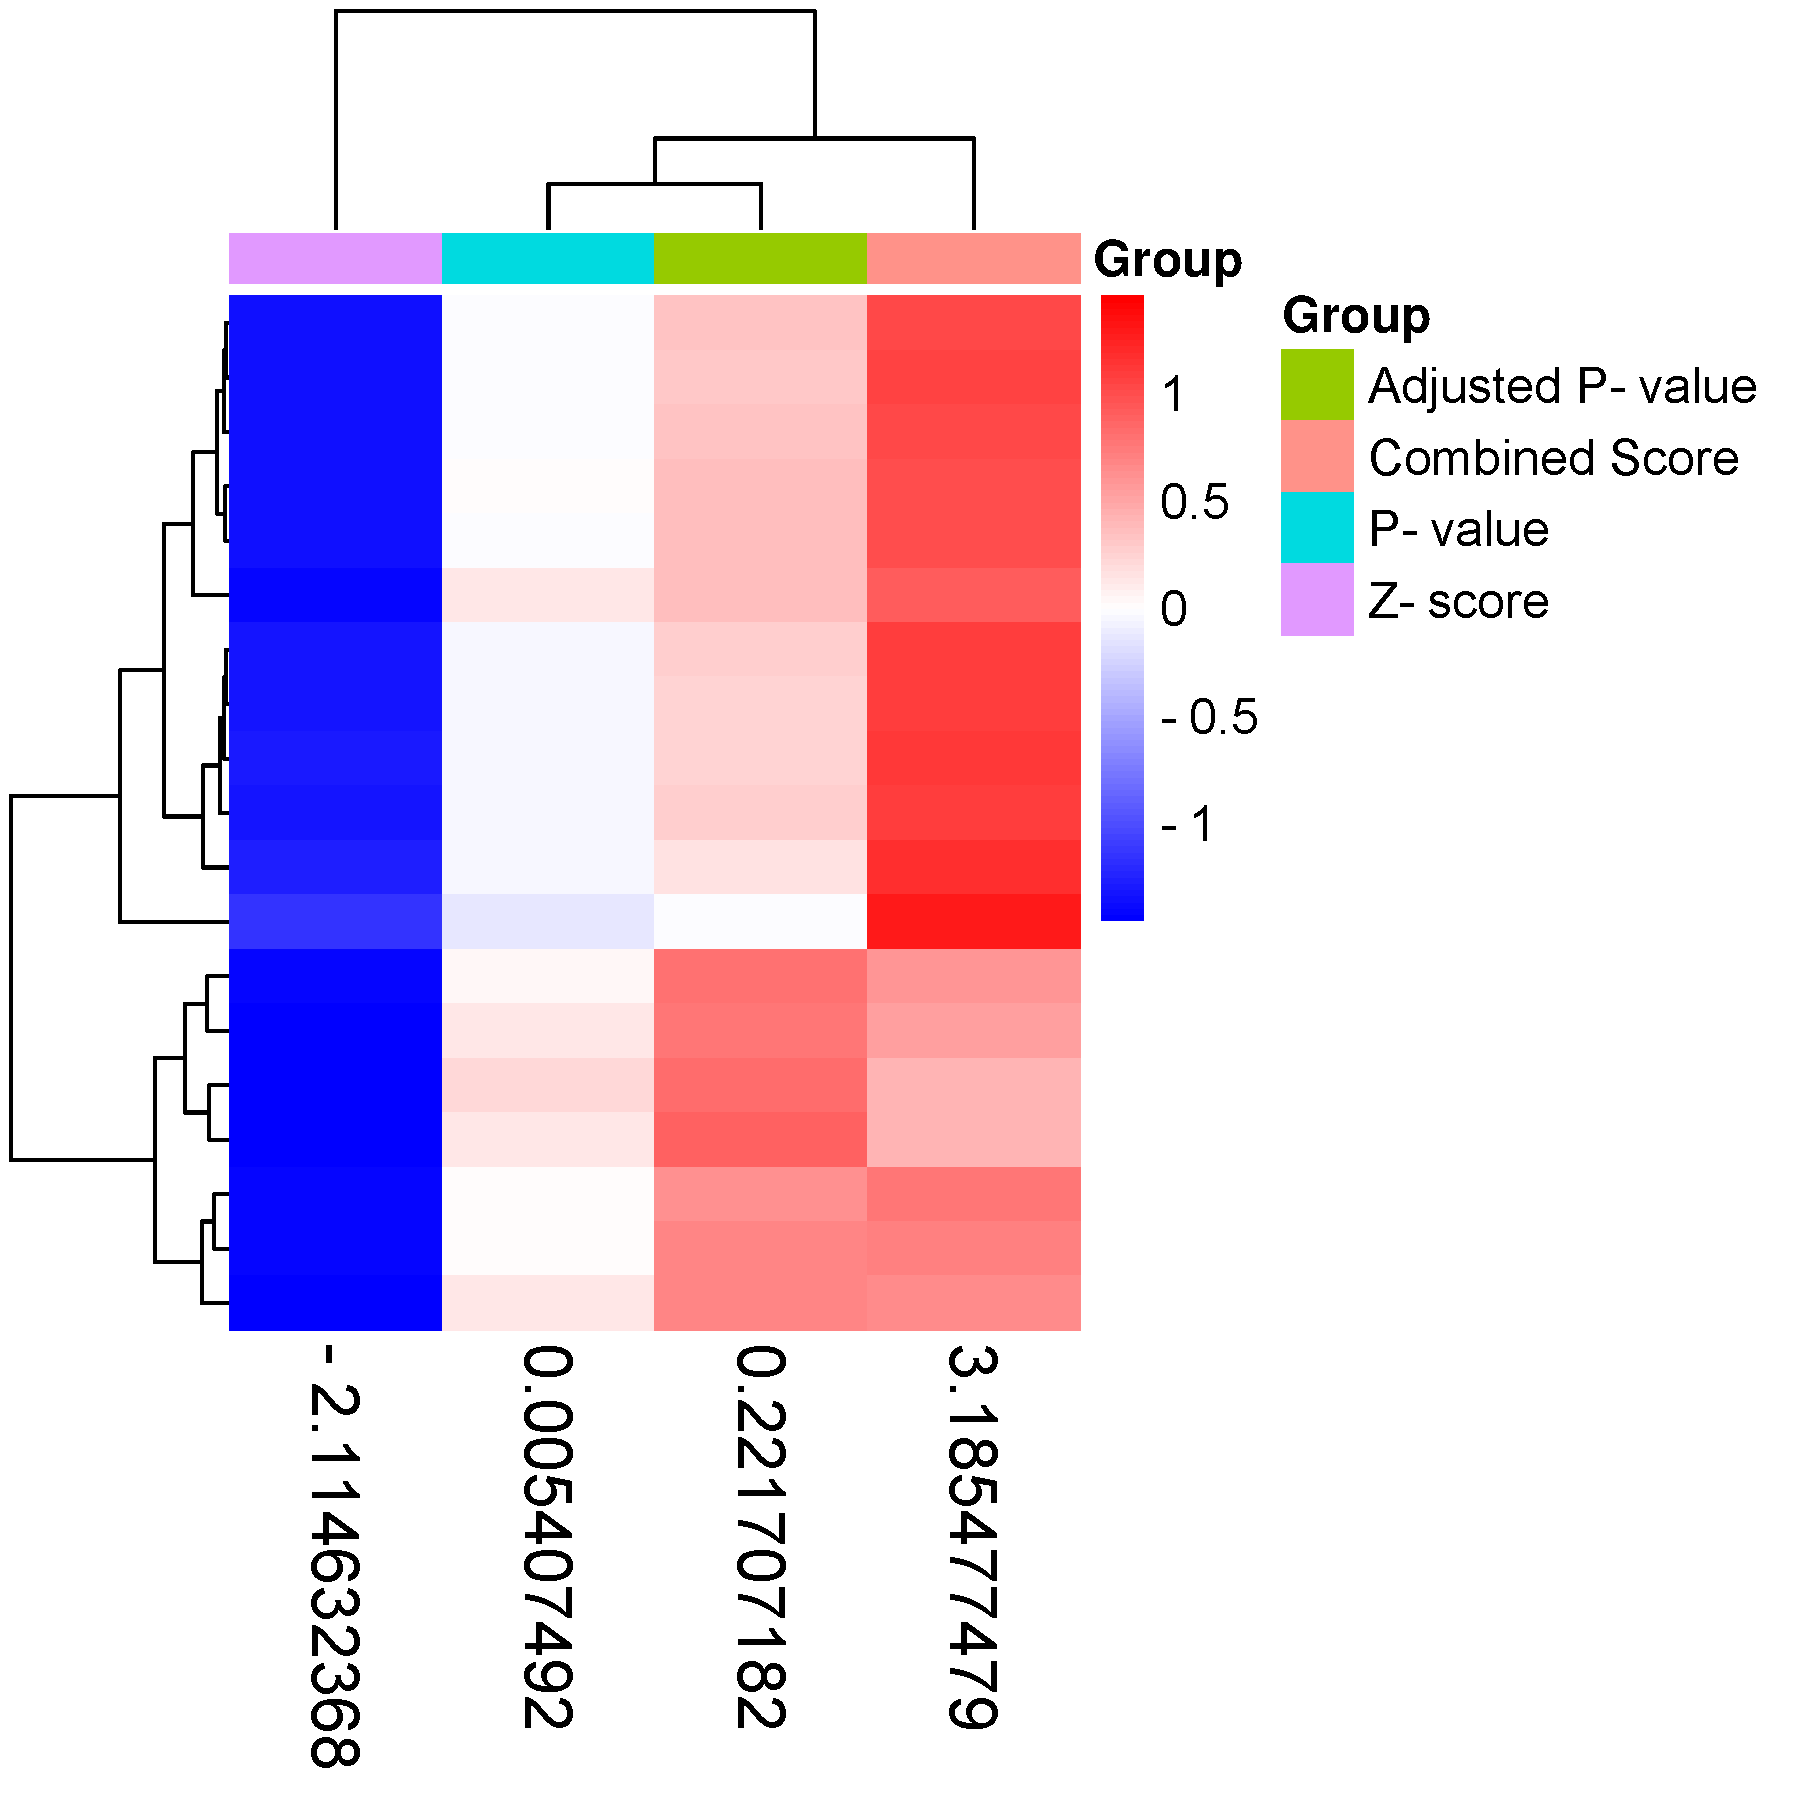 Group
1
0.5
0
- 0.5
- 1
Group
Adjusted P- value
Combined Score
P- value
Z- score
- 2.114632368
0.005407492
0.221707182
3.185477479